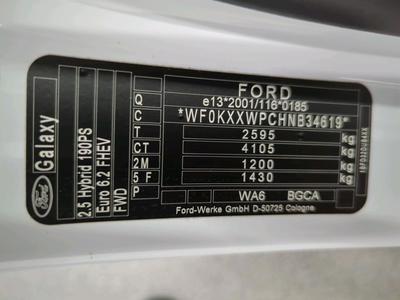 FORD
Q e13*2001/116*0185
C *WF0KXXWPCHNB34619*
T 2595 kg
CT 4105 kg
2M 1200 kg
5F 1430 kg
P WA6 BGCA
Ford-Werke GmbH D-50725 Cologne
Ford
Galaxy
2.5 Hybrid 190PS
Euro 6.2 FHEV
FWD